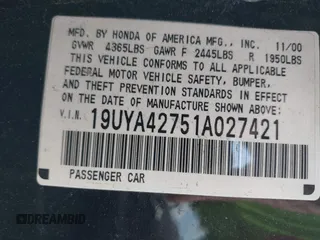 MFD. BY HONDA OF AMERICA MFG., INC. 11/00
GVWR 4365LBS GAWR F 2445LBS R 1950LBS
THIS VEHICLE CONFORMS TO ALL APPLICABLE
FEDERAL MOTOR VEHICLE SAFETY, BUMPER,
AND THEFT PREVENTION STANDARDS IN EFFECT
ON THE DATE OF MANUFACTURE SHOWN ABOVE.
V.I.N. 19UYA42751A027421
PASSENGER CAR
DREAMBID